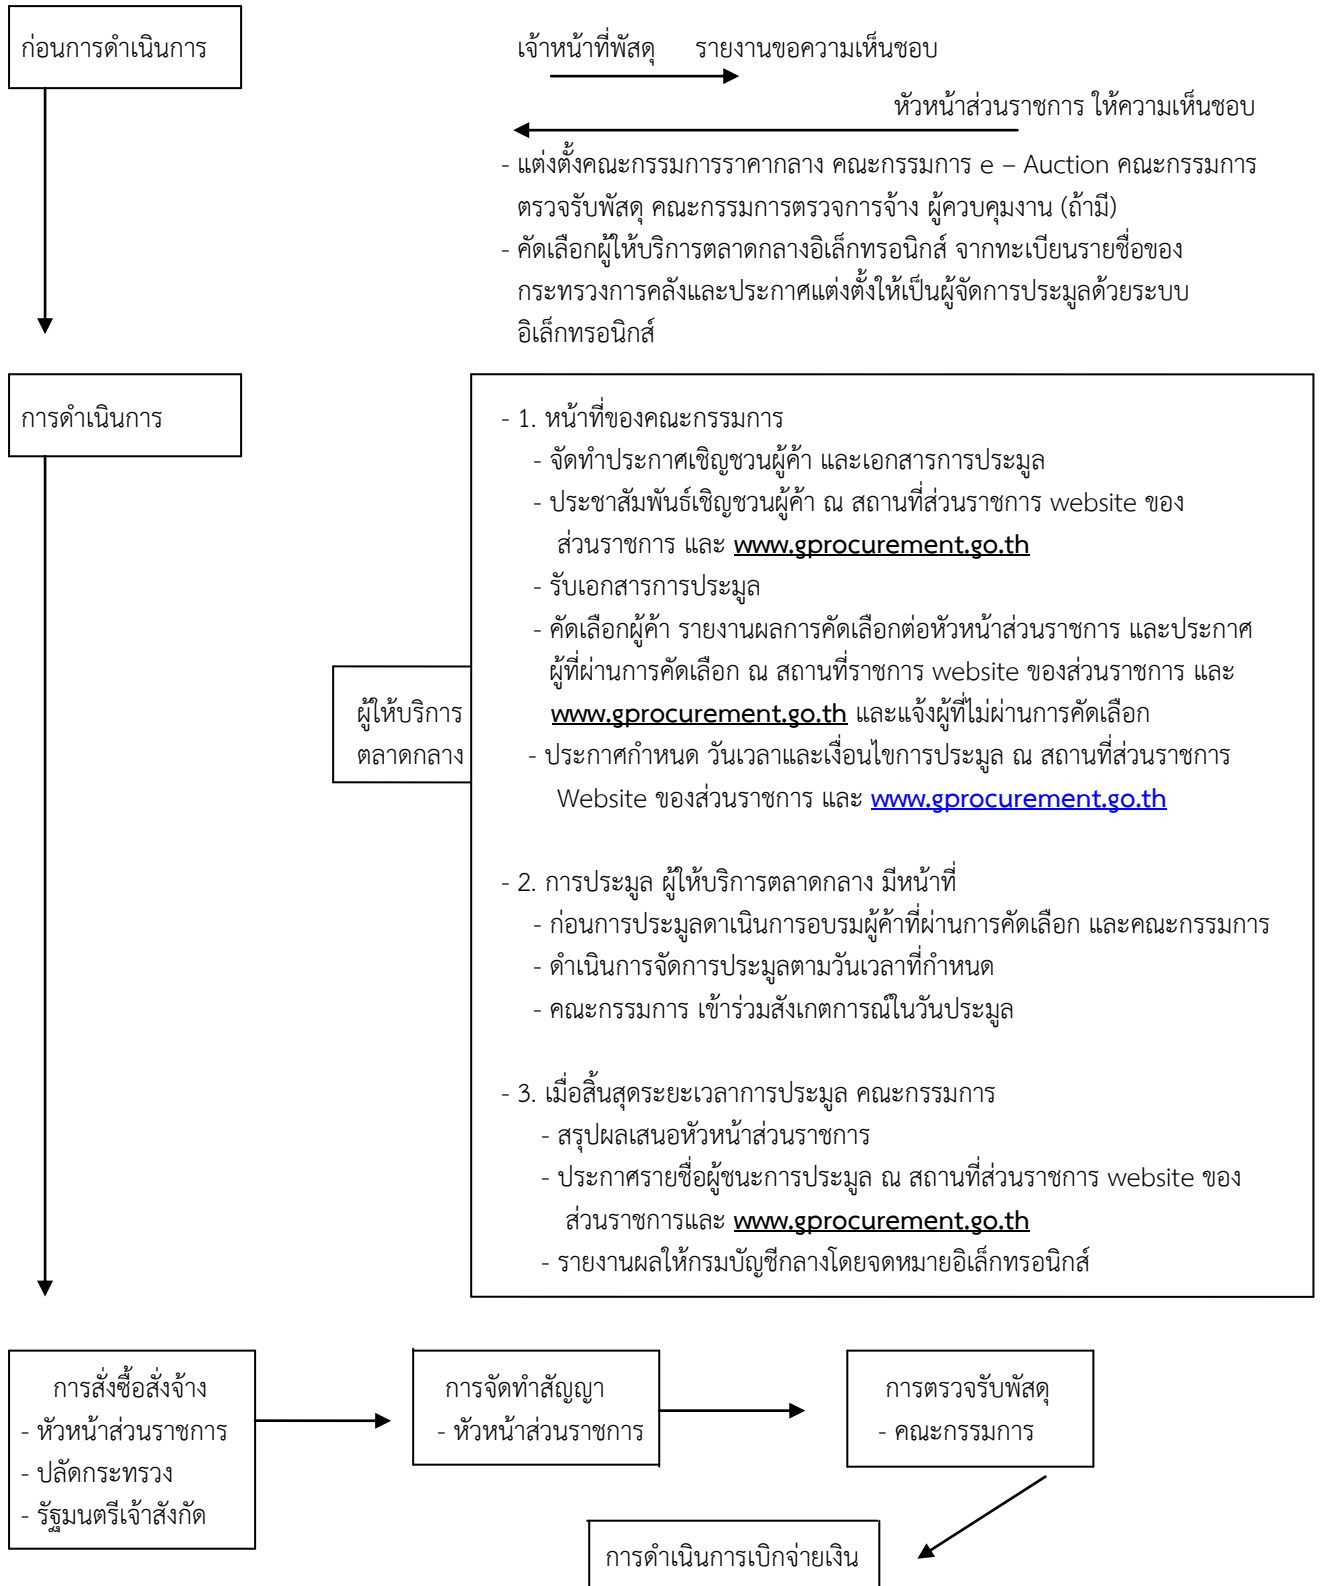 ก่อนการดำเนินการ
เจ้าหน้าที่พัสดุ รายงานขอความเห็นชอบ
หัวหน้าส่วนราชการ ให้ความเห็นชอบ
- แต่งตั้งคณะกรรมการราคากลาง คณะกรรมการ e – Auction คณะกรรมการ
ตรวจรับพัสดุ คณะกรรมการตรวจการจ้าง ผู้ควบคุมงาน (ถ้ามี)
- คัดเลือกผู้ให้บริการตลาดกลางอิเล็กทรอนิกส์ จากทะเบียนรายชื่อของ
กระทรวงการคลังและประกาศแต่งตั้งให้เป็นผู้จัดการประมูลด้วยระบบ
อิเล็กทรอนิกส์
การดำเนินการ
- 1. หน้าที่ของคณะกรรมการ
- จัดทำประกาศเชิญชวนผู้ค้า และเอกสารการประมูล
- ประชาสัมพันธ์เชิญชวนผู้ค้า ณ สถานที่ส่วนราชการ website ของ
ส่วนราชการ และ www.gprocurement.go.th
- รับเอกสารการประมูล
- คัดเลือกผู้ค้า รายงานผลการคัดเลือกต่อหัวหน้าส่วนราชการ และประกาศ
ผู้ที่ผ่านการคัดเลือก ณ สถานที่ราชการ website ของส่วนราชการ และ
www.gprocurement.go.th และแจ้งผู้ที่ไม่ผ่านการคัดเลือก
- ประกาศกำหนด วันเวลาและเงื่อนไขการประมูล ณ สถานที่ส่วนราชการ
Website ของส่วนราชการ และ www.gprocurement.go.th
ผู้ให้บริการ
ตลาดกลาง
- 2. การประมูล ผู้ให้บริการตลาดกลาง มีหน้าที่
- ก่อนการประมูลดาเนินการอบรมผู้ค้าที่ผ่านการคัดเลือก และคณะกรรมการ
- ดำเนินการจัดการประมูลตามวันเวลาที่กำหนด
- คณะกรรมการ เข้าร่วมสังเกตการณ์ในวันประมูล
- 3. เมื่อสิ้นสุดระยะเวลาการประมูล คณะกรรมการ
- สรุปผลเสนอหัวหน้าส่วนราชการ
- ประกาศรายชื่อผู้ชนะการประมูล ณ สถานที่ส่วนราชการ website ของ
ส่วนราชการและ www.gprocurement.go.th
- รายงานผลให้กรมบัญชีกลางโดยจดหมายอิเล็กทรอนิกส์
การสั่งซื้อสั่งจ้าง
- หัวหน้าส่วนราชการ
- ปลัดกระทรวง
- รัฐมนตรีเจ้าสังกัด
การจัดทำสัญญา
- หัวหน้าส่วนราชการ
การตรวจรับพัสดุ
- คณะกรรมการ
การดำเนินการเบิกจ่ายเงิน